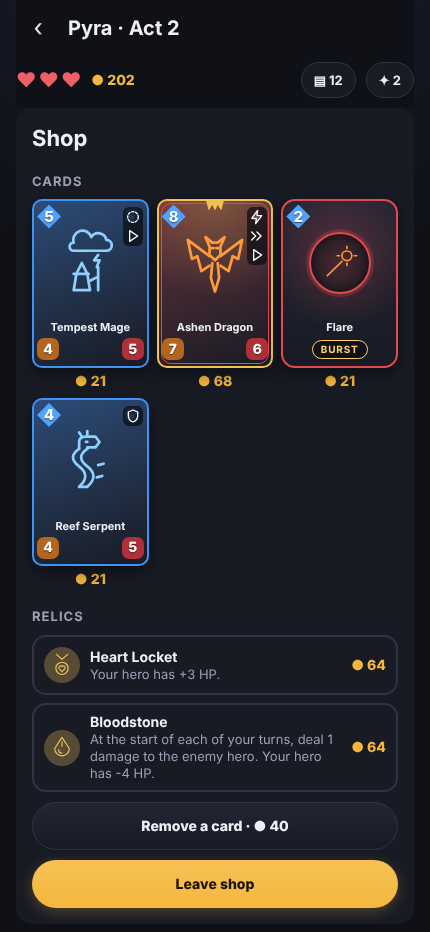 Pyra · Act 2
202
12
2
Shop
CARDS
5
Tempest Mage
4
5
21
8
Ashen Dragon
7
6
68
2
Flare
BURST
21
4
Reef Serpent
4
5
21
RELICS
Heart Locket
Your hero has +3 HP.
64
Bloodstone
At the start of each of your turns, deal 1
damage to the enemy hero. Your hero
has -4 HP.
64
Remove a card · 40
Leave shop